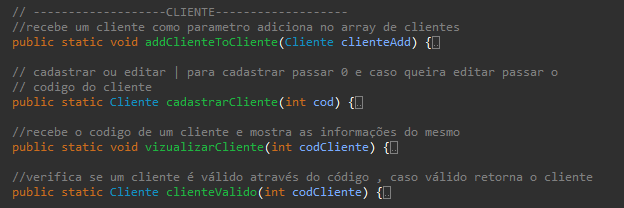 // -------------------CLIENTE-------------------
//recebe um cliente como parametro adiciona no array de clientes
public static void addClienteToCliente(Cliente clienteAdd) {
// cadastrar ou editar | para cadastrar passar 0 e caso queira editar passar o
// codigo do cliente
public static Cliente cadastrarCliente(int cod) {
//recebe o codigo de um cliente e mostra as informações do mesmo
public static void vizualizarCliente(int codCliente) {
//verifica se um cliente é válido através do código , caso válido retorna o cliente
public static Cliente clienteValido(int codCliente) {